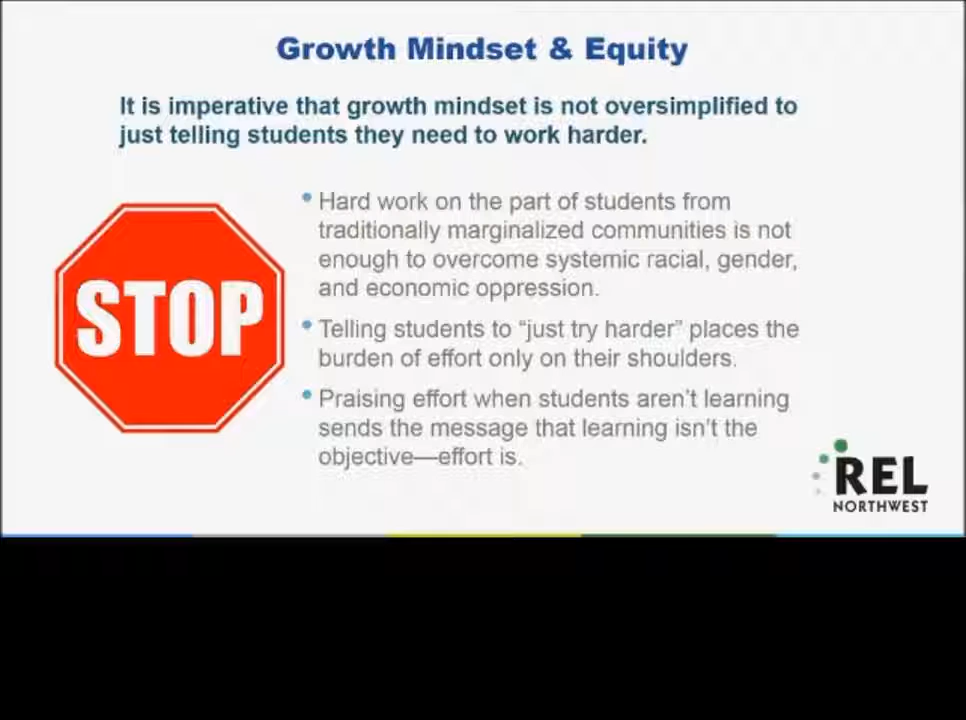 Growth Mindset & Equity
It is imperative that growth mindset is not oversimplified to
just telling students they need to work harder.
• Hard work on the part of students from
traditionally marginalized communities is not
enough to overcome systemic racial, gender,
and economic oppression.
• Telling students to “just try harder” places the
burden of effort only on their shoulders.
• Praising effort when students aren’t learning
sends the message that learning isn’t the
objective—effort is.
STOP
REL
NORTHWEST